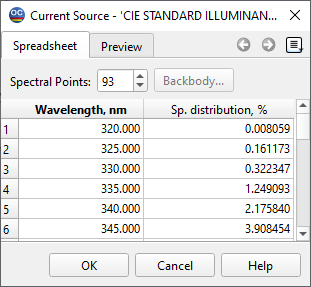 OC Current Source - 'CIE STANDARD ILLUMINAN...
Spreadsheet Preview
Spectral Points: 93 Backbody...
Wavelength, nm Sp. distribution, %
1 320.000 0.008059
2 325.000 0.161173
3 330.000 0.322347
4 335.000 1.249093
5 340.000 2.175840
6 345.000 3.908454
OK Cancel Help